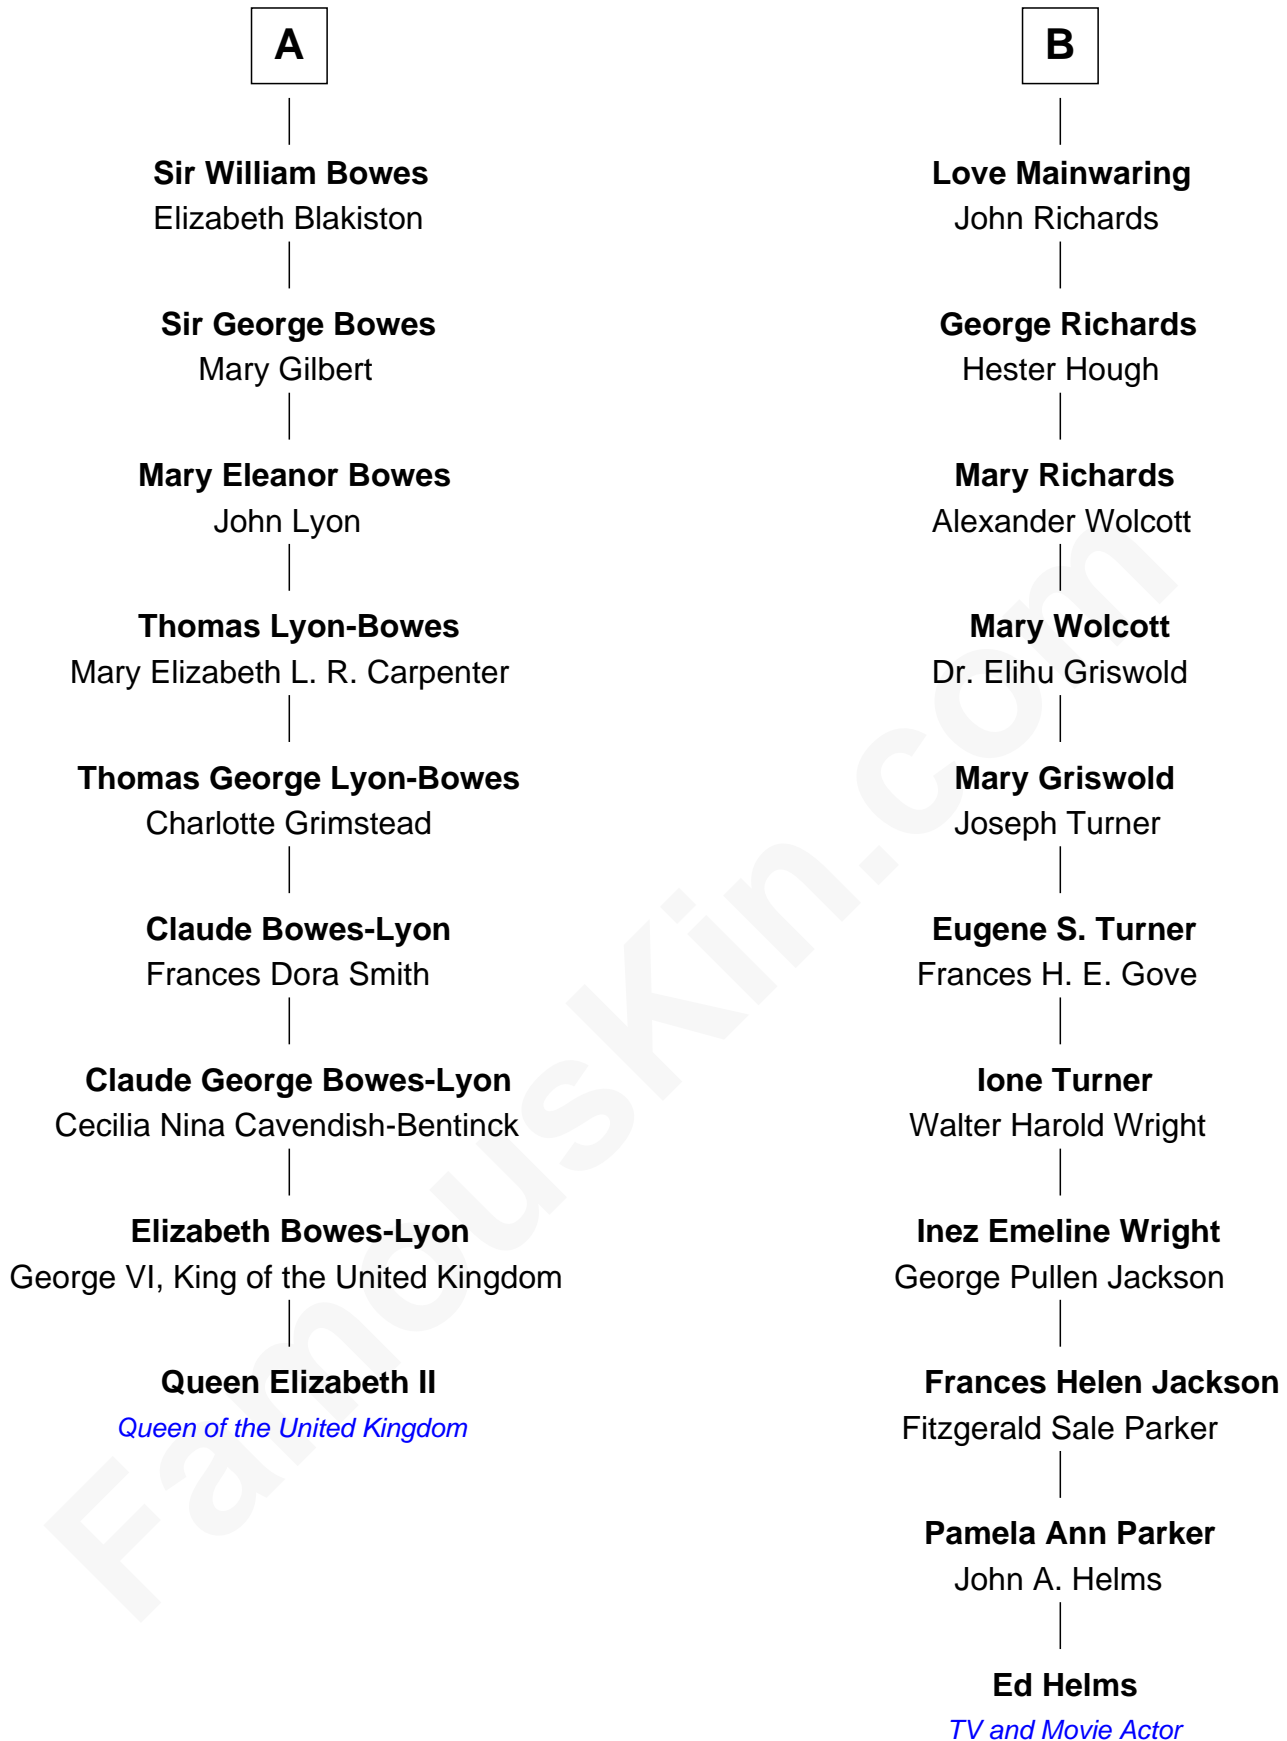 A
Sir William Bowes
Elizabeth Blakiston
Sir George Bowes
Mary Gilbert
Mary Eleanor Bowes
John Lyon
Thomas Lyon-Bowes
Mary Elizabeth L. R. Carpenter
Thomas George Lyon-Bowes
Charlotte Grimstead
Claude Bowes-Lyon
Frances Dora Smith
Claude George Bowes-Lyon
Cecilia Nina Cavendish-Bentinck
Elizabeth Bowes-Lyon
George VI, King of the United Kingdom
Queen Elizabeth II
Queen of the United Kingdom
B
Love Mainwaring
John Richards
George Richards
Hester Hough
Mary Richards
Alexander Wolcott
Mary Wolcott
Dr. Elihu Griswold
Mary Griswold
Joseph Turner
Eugene S. Turner
Frances H. E. Gove
Ione Turner
Walter Harold Wright
Inez Emeline Wright
George Pullen Jackson
Frances Helen Jackson
Fitzgerald Sale Parker
Pamela Ann Parker
John A. Helms
Ed Helms
TV and Movie Actor
FamousKin.com